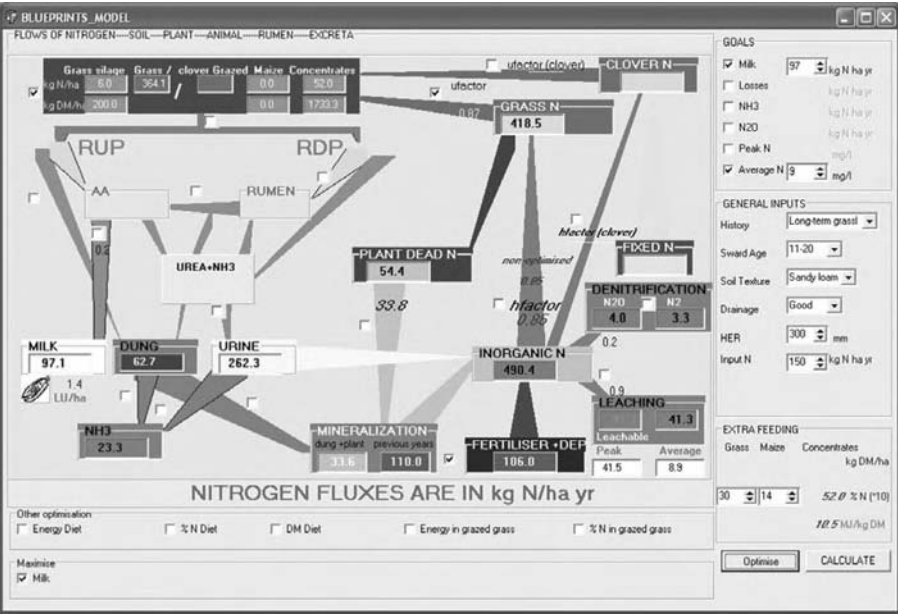 BLUEPRINTS_MODEL
FLOWS OF NITROGEN----SOIL----PLANT----ANIMAL----RUMEN----EXCRETA
Grass silage Grass / clover Grazed Maize Concentrates
kg N/ha 6.0 364.1 / 0.0 52.0
kg DM/ha 200.0 0.0 1733.3
ufactor (clover)
CLOVER N
ufactor
0.87
GRASS N
418.5
RUP
RDP
AA
RUMEN
0.2
UREA+NH3
PLANT DEAD N
54.4
33.8
hfactor (clover)
non optimised
0.85
hfactor
0.85
FIXED N
DENITRIFICATION
N2O N2
4.0 3.3
0.2
MILK
97.1
DUNG
62.7
URINE
262.3
INORGANIC N
490.4
1.4
LU/ha
0.9
LEACHING
41.3
Leachable
Peak Average
41.5 8.9
NH3
23.3
MINERALIZATION
dung +plant previous years
33.6 110.0
FERTILISER +DEP
106.0
NITROGEN FLUXES ARE IN kg N/ha yr
Other optimisation
Energy Diet % N Diet DM Diet Energy in grazed grass % N in grazed grass
Maximise
Milk
GOALS
Milk 97 kg N ha yr
Losses kg N ha yr
NH3 kg N ha yr
N2O kg N ha yr
Peak N mg/l
Average N 9 mg/l
GENERAL INPUTS
History Long-term grassl
Sward Age 11-20
Soil Texture Sandy loam
Drainage Good
HER 300 mm
Input N 150 kg N ha yr
EXTRA FEEDING
Grass Maize Concentrates
kg DM/ha
30 14 52.0 % N (*10)
10.5 MJ/kg DM
Optimise CALCULATE